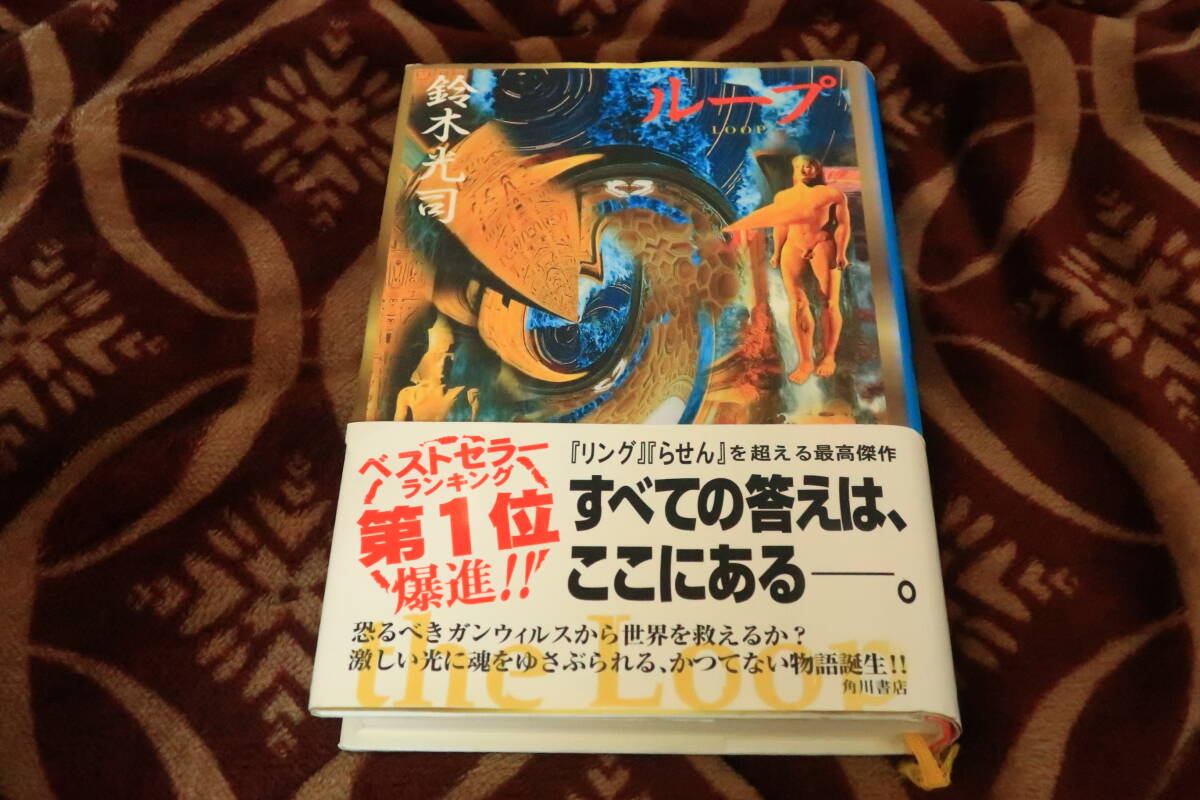 鈴木光司
ループ
LOOP
『リング』『らせん』を超える最高傑作
すべての答えは、
ここにある——。
ベストセラー
ランキング
第1位
爆進!!
恐るべきガンウィルスから世界を救えるか?
激しい光に魂をゆさぶられる、かつてない物語誕生!!
角川書店
the Loop